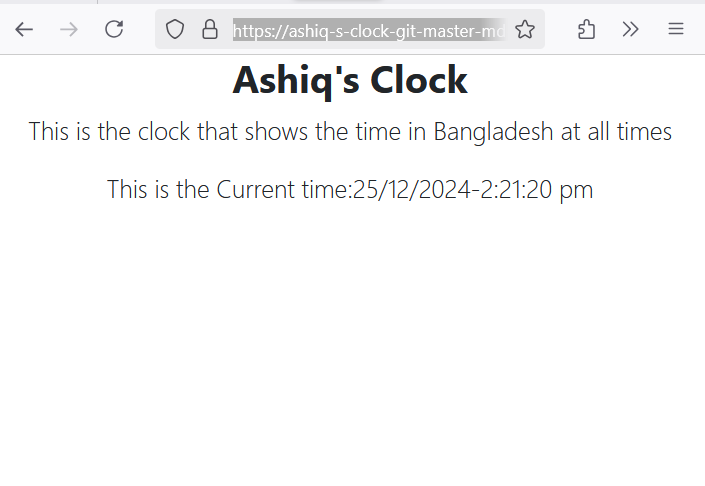 https://ashiq-s-clock-git-master-md
Ashiq's Clock
This is the clock that shows the time in Bangladesh at all times
This is the Current time:25/12/2024-2:21:20 pm